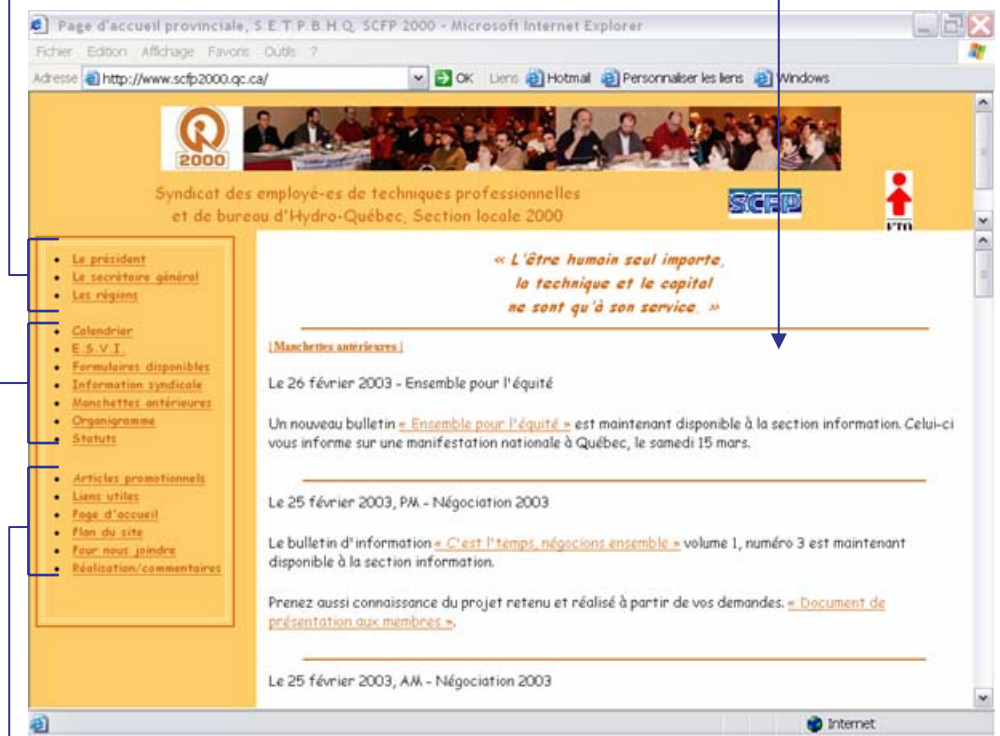 Page d'accueil provinciale, S.E.T.P.B.H.Q, SCFP 2000 - Microsoft Internet Explorer
Fichier Edition Affichage Favoris Outils ?
Adresse http://www.scfp2000.qc.ca/ OK Liens Hotmail Personnaliser les liens Windows
2000
Syndicat des employé-es de techniques professionnelles
et de bureau d'Hydro-Québec, Section locale 2000
SCFP
FTQ
Le président
Le secrétaire général
Les régions
Calendrier
E.S.V.I.
Formulaires disponibles
Information syndicale
Manchettes antérieures
Organigramme
Statuts
Articles promotionnels
Liens utiles
Page d'accueil
Plan du site
Pour nous joindre
Réalisation/commentaires
« L'être humain seul importe,
la technique et le capital
ne sont qu'à son service. »
[Manchettes antérieures]
Le 26 février 2003 - Ensemble pour l'équité
Un nouveau bulletin « Ensemble pour l'équité » est maintenant disponible à la section information. Celui-ci
vous informe sur une manifestation nationale à Québec, le samedi 15 mars.
Le 25 février 2003, PM - Négociation 2003
Le bulletin d'information « C'est l'temps, négocions ensemble » volume 1, numéro 3 est maintenant
disponible à la section information.
Prenez aussi connaissance du projet retenu et réalisé à partir de vos demandes. « Document de
présentation aux membres ».
Le 25 février 2003, AM - Négociation 2003
Internet